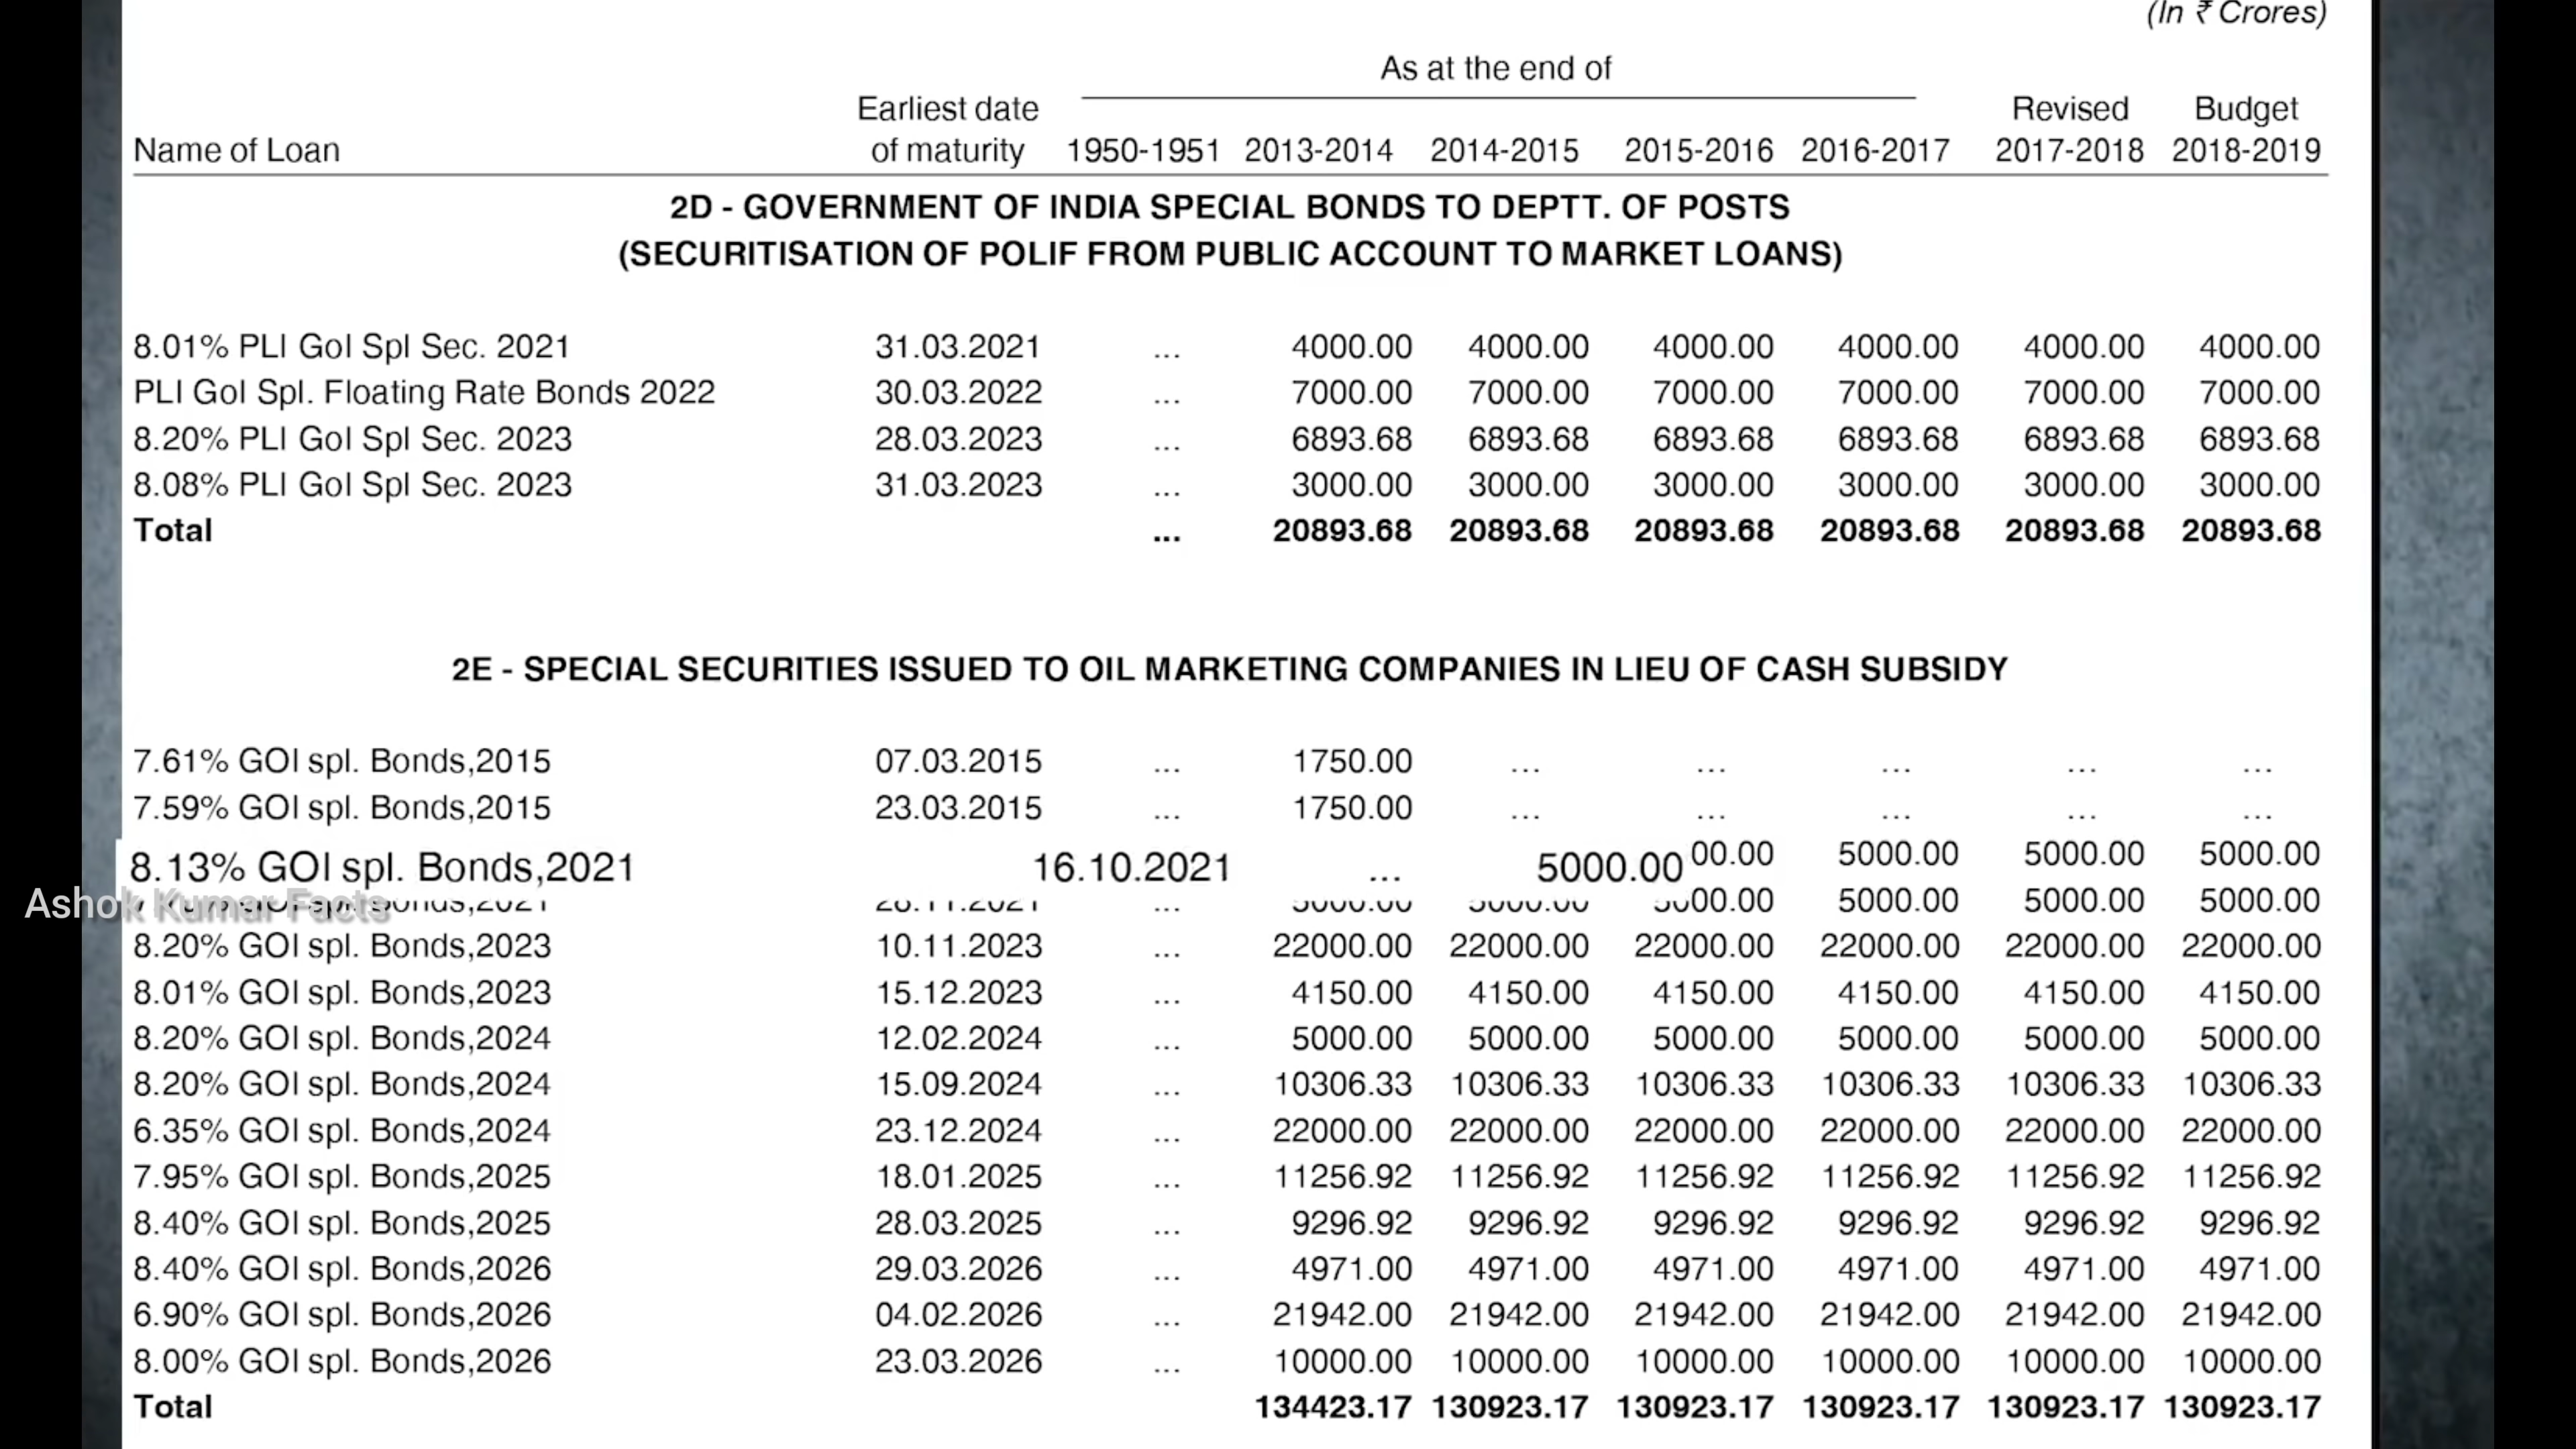 (In ₹ Crores)
As at the end of
Earliest date Revised Budget
Name of Loan of maturity 1950-1951 2013-2014 2014-2015 2015-2016 2016-2017 2017-2018 2018-2019
2D - GOVERNMENT OF INDIA SPECIAL BONDS TO DEPTT. OF POSTS
(SECURITISATION OF POLIF FROM PUBLIC ACCOUNT TO MARKET LOANS)
8.01% PLI GoI Spl Sec. 2021 31.03.2021 ... 4000.00 4000.00 4000.00 4000.00 4000.00 4000.00
PLI GoI Spl. Floating Rate Bonds 2022 30.03.2022 ... 7000.00 7000.00 7000.00 7000.00 7000.00 7000.00
8.20% PLI GoI Spl Sec. 2023 28.03.2023 ... 6893.68 6893.68 6893.68 6893.68 6893.68 6893.68
8.08% PLI GoI Spl Sec. 2023 31.03.2023 ... 3000.00 3000.00 3000.00 3000.00 3000.00 3000.00
Total ... 20893.68 20893.68 20893.68 20893.68 20893.68 20893.68
2E - SPECIAL SECURITIES ISSUED TO OIL MARKETING COMPANIES IN LIEU OF CASH SUBSIDY
7.61% GOI spl. Bonds,2015 07.03.2015 ... 1750.00 ... ... ... ... ...
7.59% GOI spl. Bonds,2015 23.03.2015 ... 1750.00 ... ... ... ... ...
8.13% GOI spl. Bonds,2021 16.10.2021 ... 5000.00 00.00 5000.00 5000.00 5000.00
Ashok Kumar Facts
... 00.00 5000.00 5000.00 5000.00
8.20% GOI spl. Bonds,2023 10.11.2023 ... 22000.00 22000.00 22000.00 22000.00 22000.00 22000.00
8.01% GOI spl. Bonds,2023 15.12.2023 ... 4150.00 4150.00 4150.00 4150.00 4150.00 4150.00
8.20% GOI spl. Bonds,2024 12.02.2024 ... 5000.00 5000.00 5000.00 5000.00 5000.00 5000.00
8.20% GOI spl. Bonds,2024 15.09.2024 ... 10306.33 10306.33 10306.33 10306.33 10306.33 10306.33
6.35% GOI spl. Bonds,2024 23.12.2024 ... 22000.00 22000.00 22000.00 22000.00 22000.00 22000.00
7.95% GOI spl. Bonds,2025 18.01.2025 ... 11256.92 11256.92 11256.92 11256.92 11256.92 11256.92
8.40% GOI spl. Bonds,2025 28.03.2025 ... 9296.92 9296.92 9296.92 9296.92 9296.92 9296.92
8.40% GOI spl. Bonds,2026 29.03.2026 ... 4971.00 4971.00 4971.00 4971.00 4971.00 4971.00
6.90% GOI spl. Bonds,2026 04.02.2026 ... 21942.00 21942.00 21942.00 21942.00 21942.00 21942.00
8.00% GOI spl. Bonds,2026 23.03.2026 ... 10000.00 10000.00 10000.00 10000.00 10000.00 10000.00
Total 134423.17 130923.17 130923.17 130923.17 130923.17 130923.17